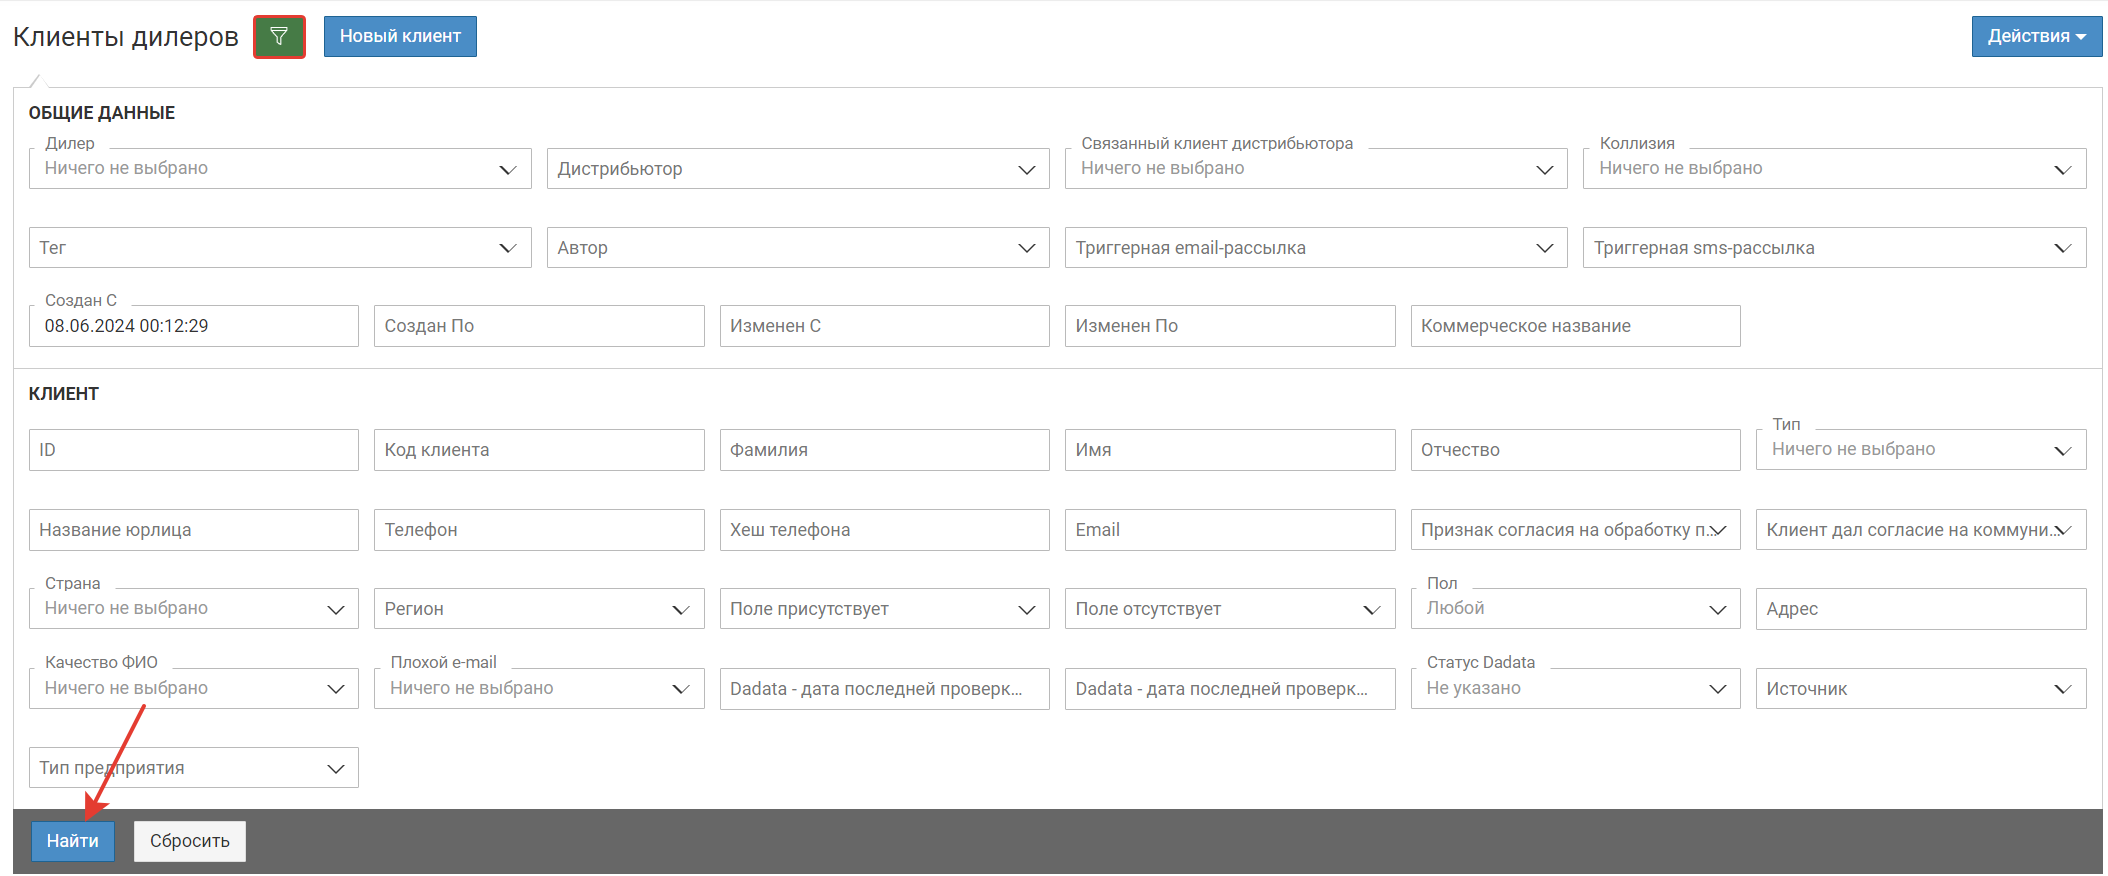 Клиенты дилеров
Новый клиент
Действия
ОБЩИЕ ДАННЫЕ
Дилер
Ничего не выбрано
Дистрибьютор
Связанный клиент дистрибьютора
Ничего не выбрано
Коллизия
Ничего не выбрано
Тег
Автор
Триггерная email-рассылка
Триггерная sms-рассылка
Создан С
08.06.2024 00:12:29
Создан По
Изменен С
Изменен По
Коммерческое название
КЛИЕНТ
ID
Код клиента
Фамилия
Имя
Отчество
Тип
Ничего не выбрано
Название юрлица
Телефон
Хеш телефона
Email
Признак согласия на обработку п...
Клиент дал согласие на коммуни...
Страна
Ничего не выбрано
Регион
Поле присутствует
Поле отсутствует
Пол
Любой
Адрес
Качество ФИО
Ничего не выбрано
Плохой e-mail
Ничего не выбрано
Dadata - дата последней проверк...
Dadata - дата последней проверк...
Статус Dadata
Не указано
Источник
Тип предприятия
Найти
Сбросить